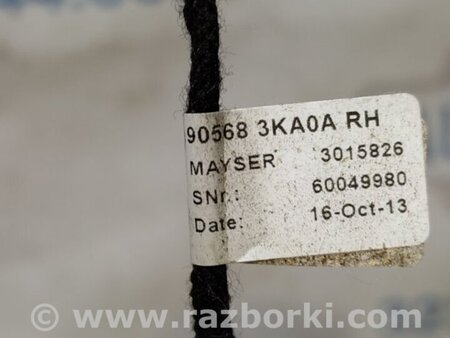 90568 3KA0A RH
MAYSER 3015826
SNr.: 60049980
Date: 16-Oct-13
© www.razborki.com